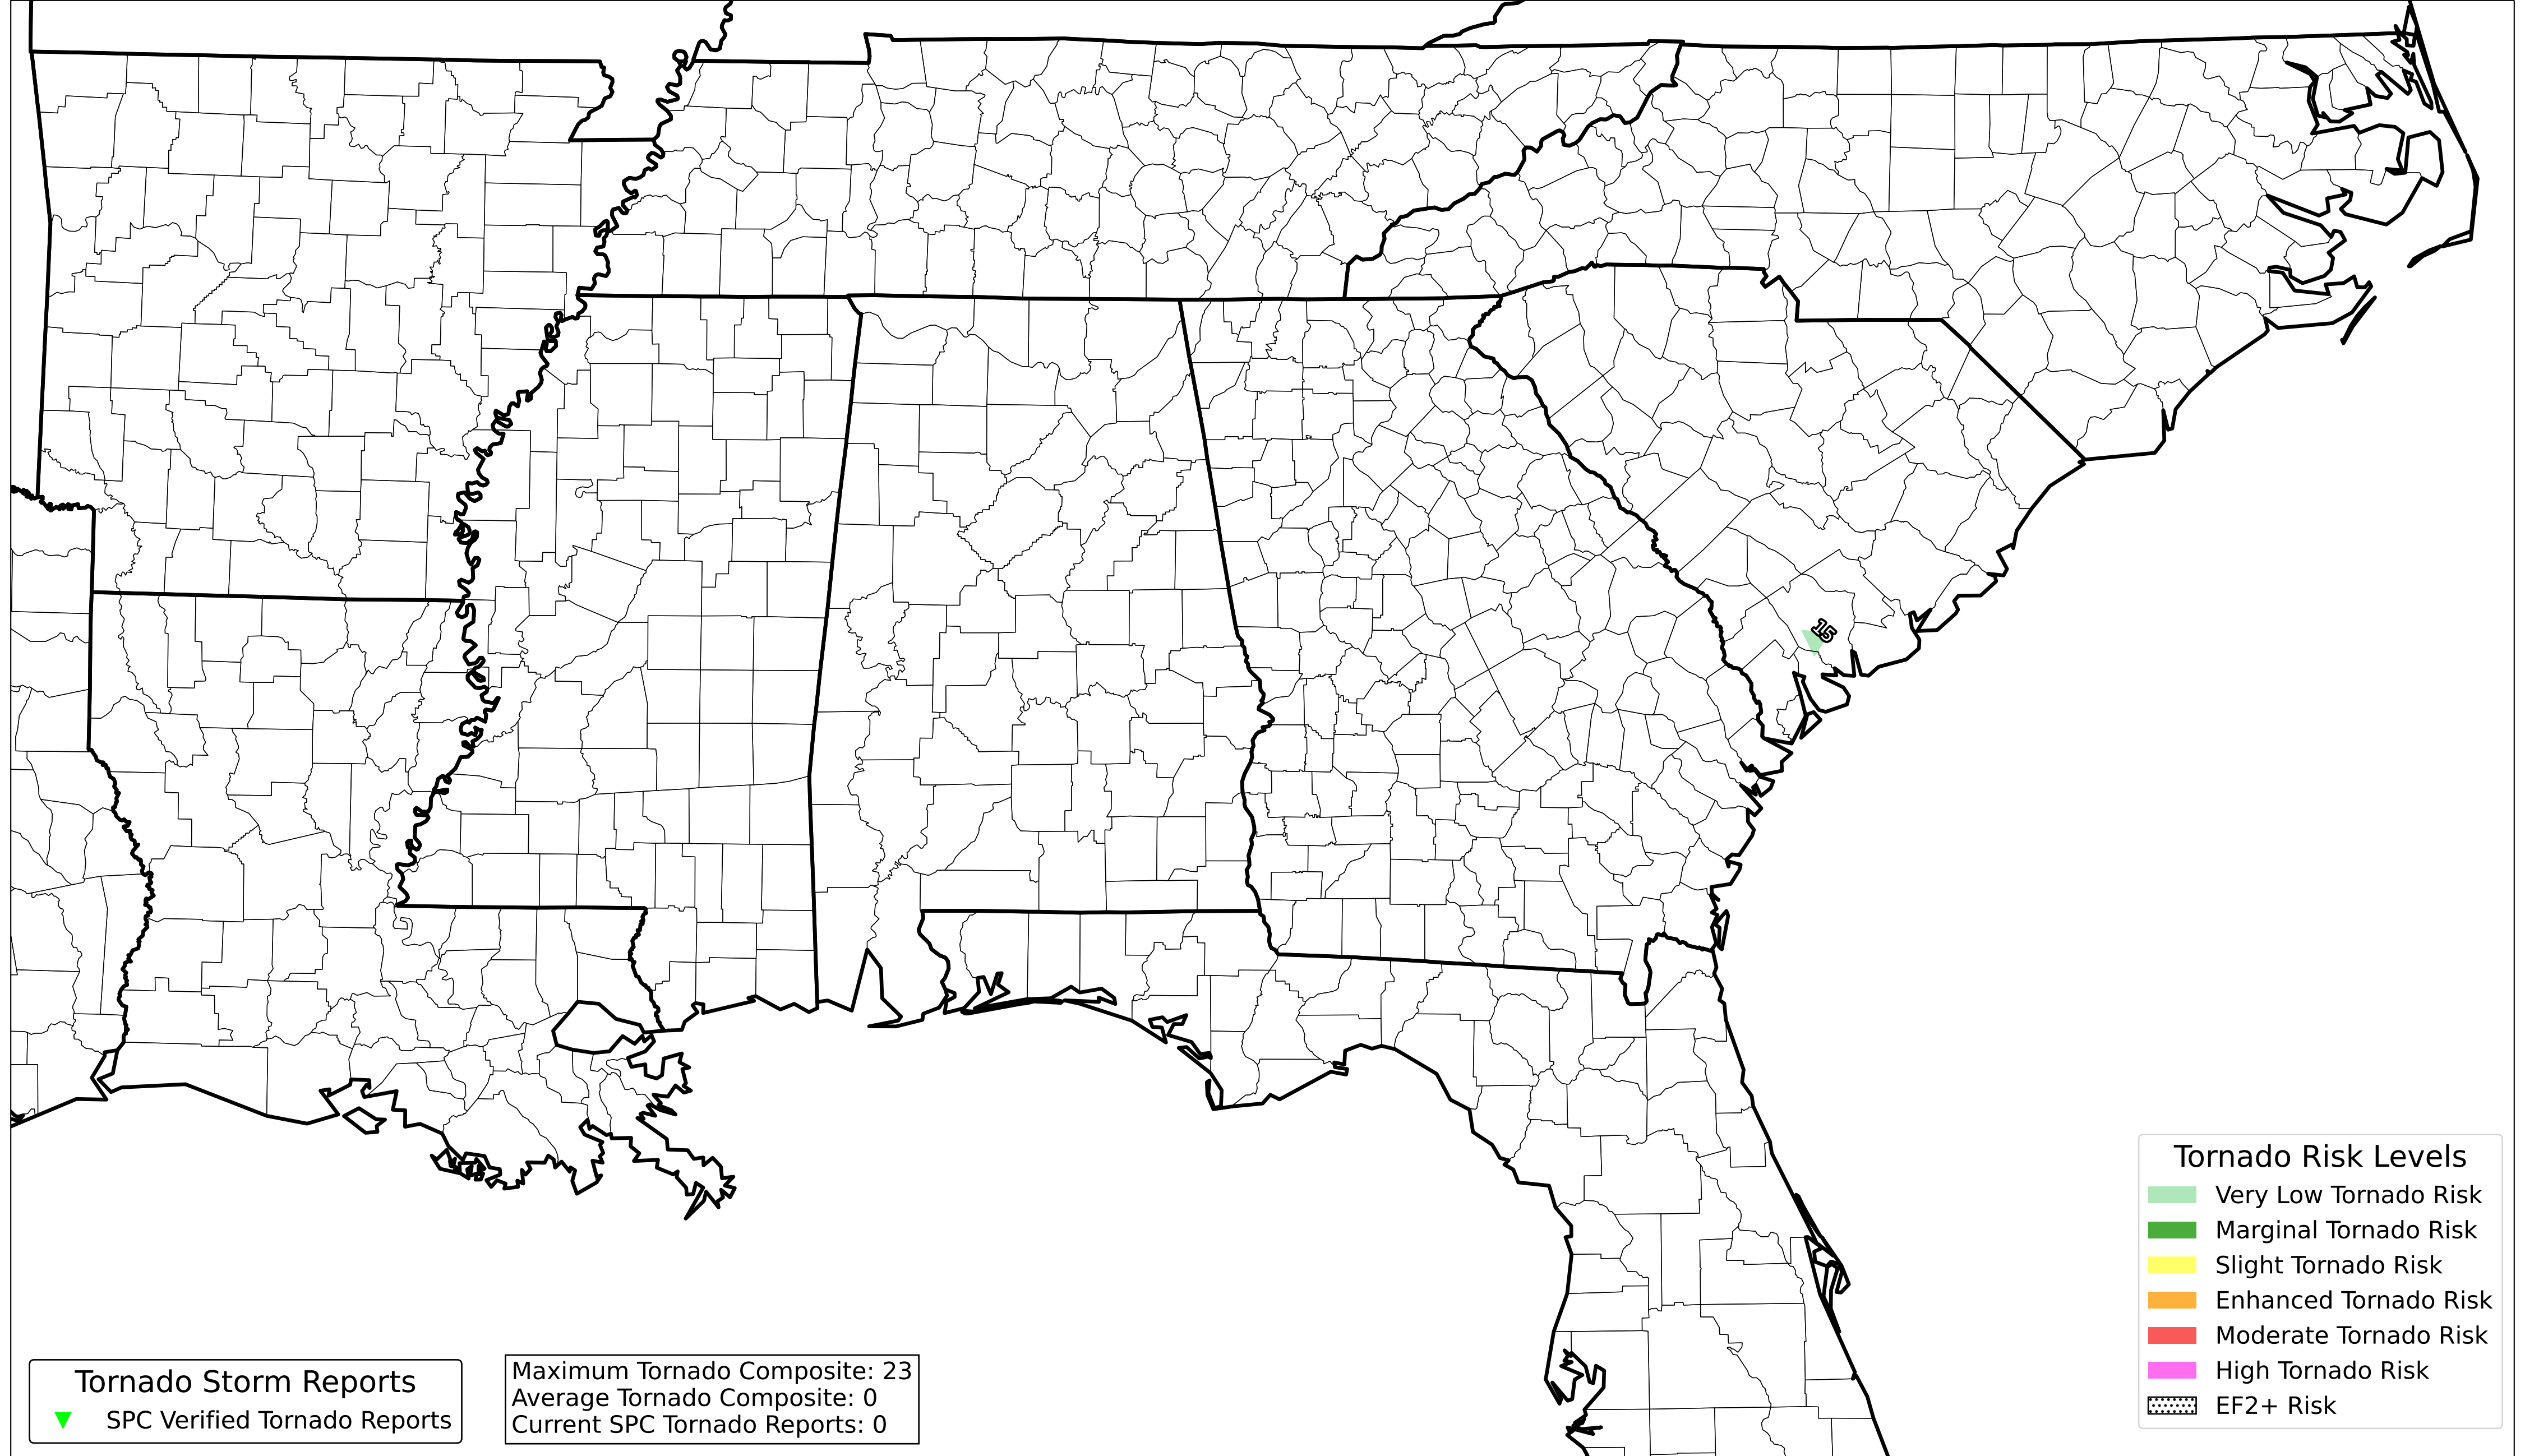 15
Tornado Risk Levels
Very Low Tornado Risk
Marginal Tornado Risk
Slight Tornado Risk
Enhanced Tornado Risk
Moderate Tornado Risk
High Tornado Risk
EF2+ Risk
Tornado Storm Reports
SPC Verified Tornado Reports
Maximum Tornado Composite: 23
Average Tornado Composite: 0
Current SPC Tornado Reports: 0